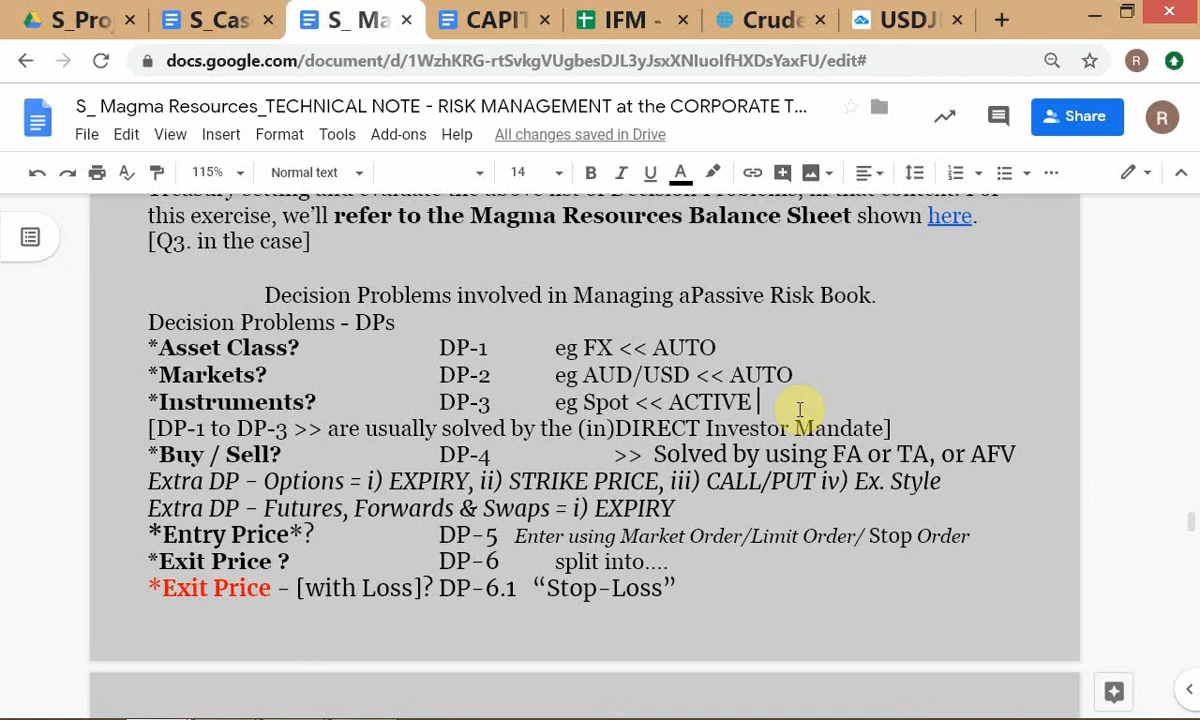 S_Pro
S_Cas
S_ Ma
CAPIT
IFM -
Crude
USDJ
docs.google.com/document/d/1WzhKRG-rtSvkgVUgbesDJL3yJsxXNIuoIfHXDsYaxFU/edit#
R
S_ Magma Resources_TECHNICAL NOTE - RISK MANAGEMENT at the CORPORATE T...
File Edit View Insert Format Tools Add-ons Help All changes saved in Drive
Share
R
115% Normal text 14 B I U A
this exercise, we'll refer to the Magma Resources Balance Sheet shown here.
[Q3. in the case]
Decision Problems involved in Managing aPassive Risk Book.
Decision Problems - DPs
*Asset Class? DP-1 eg FX << AUTO
*Markets? DP-2 eg AUD/USD << AUTO
*Instruments? DP-3 eg Spot << ACTIVE
[DP-1 to DP-3 >> are usually solved by the (in)DIRECT Investor Mandate]
*Buy / Sell? DP-4 >> Solved by using FA or TA, or AFV
Extra DP - Options = i) EXPIRY, ii) STRIKE PRICE, iii) CALL/PUT iv) Ex. Style
Extra DP - Futures, Forwards & Swaps = i) EXPIRY
*Entry Price*? DP-5 Enter using Market Order/Limit Order/ Stop Order
*Exit Price ? DP-6 split into....
*Exit Price - [with Loss]? DP-6.1 “Stop-Loss”